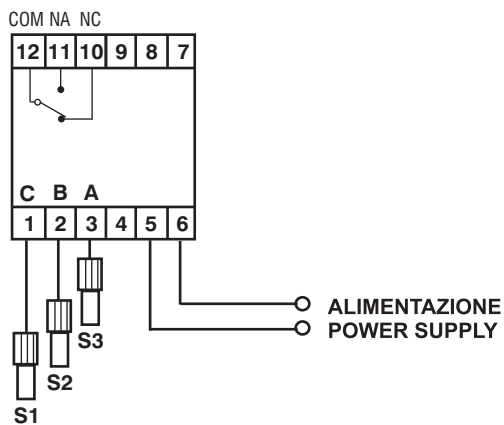 COM NA NC
12 11 10 9 8 7
C B A
1 2 3 4 5 6
ALIMENTAZIONE
POWER SUPPLY
S3
S2
S1